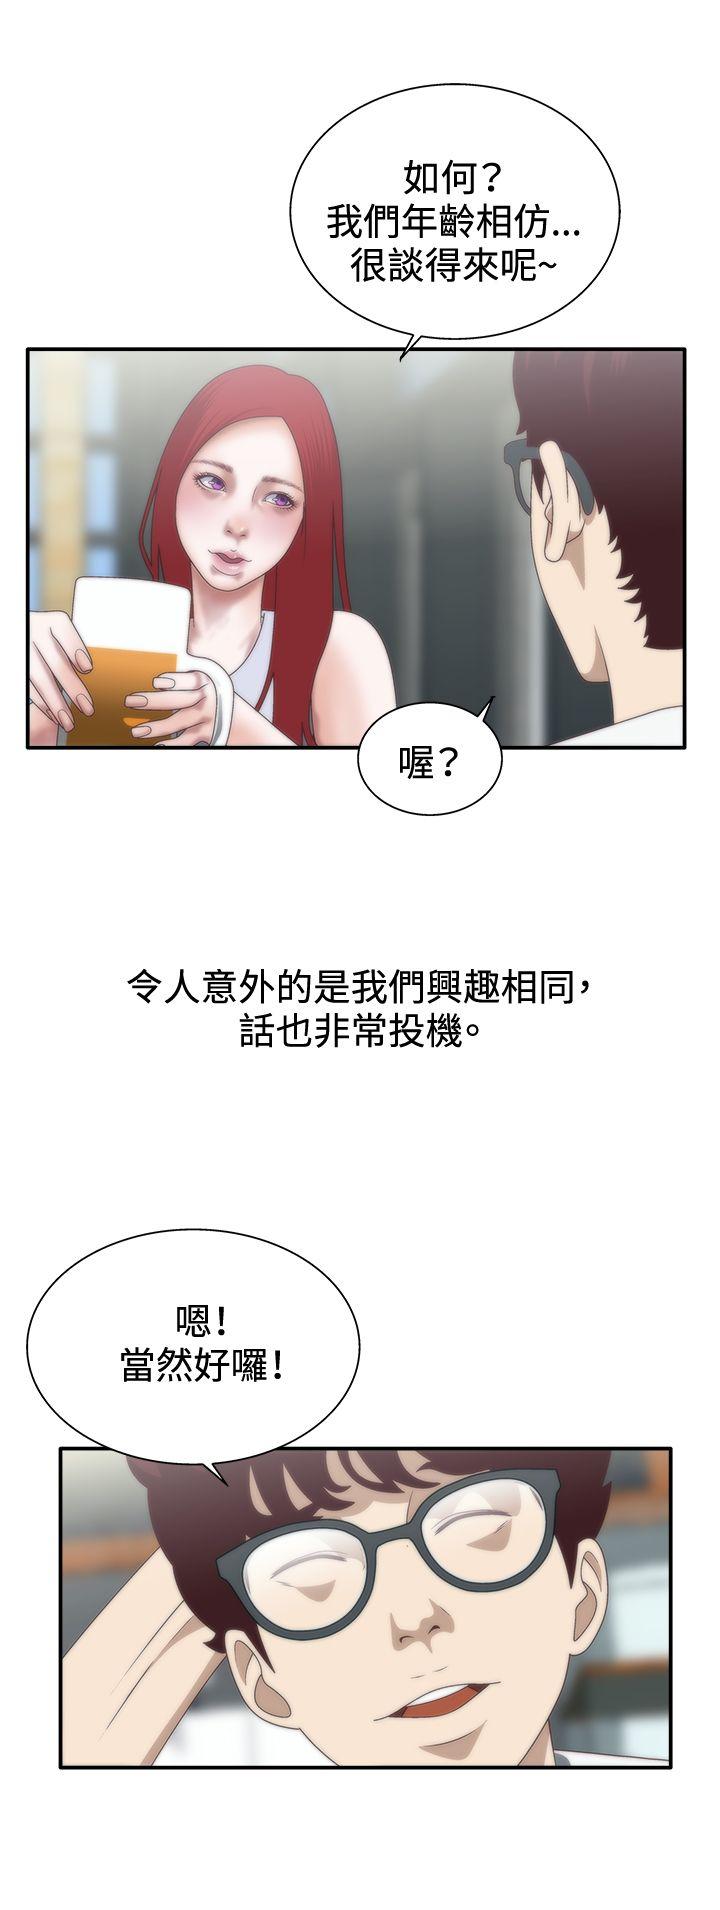 如何？
我們年齡相仿...
很談得來呢~
喔？
令人意外的是我們興趣相同，
話也非常投機。
嗯！
當然好囉！